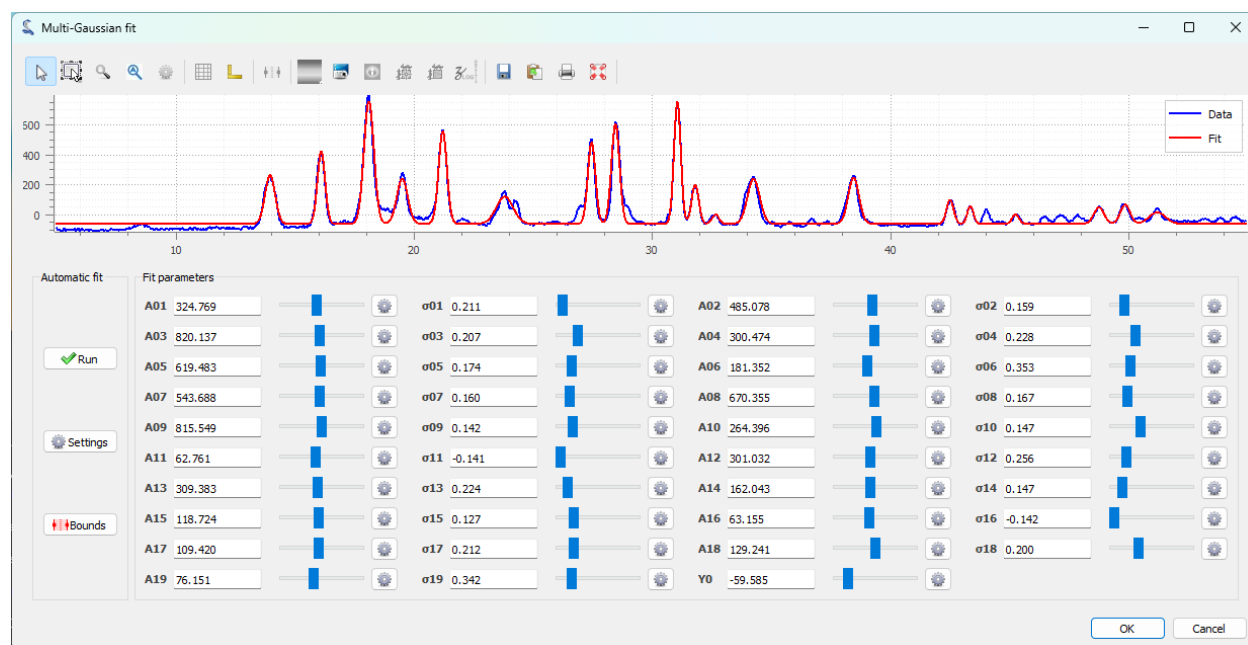 Multi-Gaussian fit
LOG
Data
Fit
500
400
200
0
10
20
30
40
50
Automatic fit
Fit parameters
A01 324.769 σ01 0.211 A02 485.078 σ02 0.159
A03 820.137 σ03 0.207 A04 300.474 σ04 0.228
Run
A05 619.483 σ05 0.174 A06 181.352 σ06 0.353
A07 543.688 σ07 0.160 A08 670.355 σ08 0.167
A09 815.549 σ09 0.142 A10 264.396 σ10 0.147
Settings
A11 62.761 σ11 -0.141 A12 301.032 σ12 0.256
A13 309.383 σ13 0.224 A14 162.043 σ14 0.147
Bounds
A15 118.724 σ15 0.127 A16 63.155 σ16 -0.142
A17 109.420 σ17 0.212 A18 129.241 σ18 0.200
A19 76.151 σ19 0.342 Y0 -59.585
OK Cancel